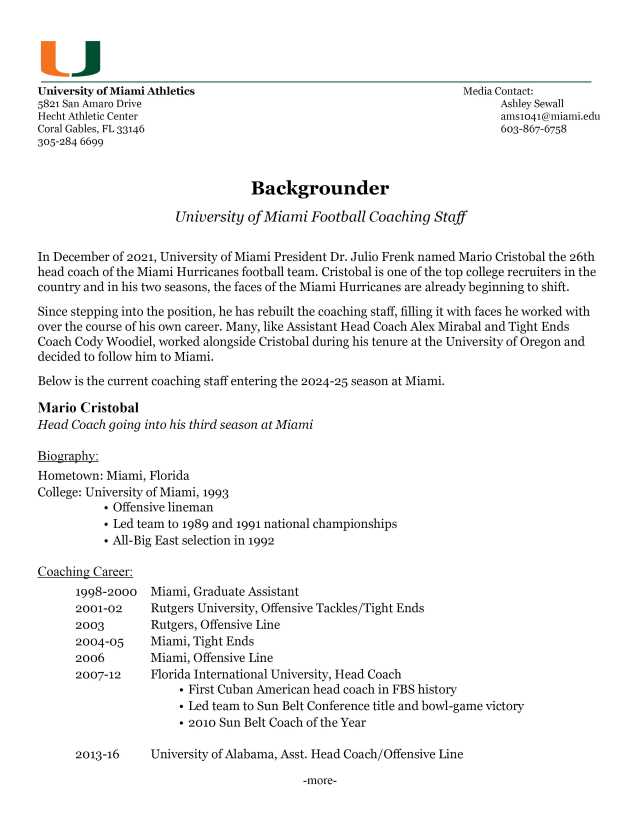 University of Miami Athletics
5821 San Amaro Drive
Hecht Athletic Center
Coral Gables, FL 33146
305-284 6699
Media Contact:
Ashley Sewall
ams1041@miami.edu
603-867-6758
Backgrounder
University of Miami Football Coaching Staff
In December of 2021, University of Miami President Dr. Julio Frenk named Mario Cristobal the 26th
head coach of the Miami Hurricanes football team. Cristobal is one of the top college recruiters in the
country and in his two seasons, the faces of the Miami Hurricanes are already beginning to shift.
Since stepping into the position, he has rebuilt the coaching staff, filling it with faces he worked with
over the course of his own career. Many, like Assistant Head Coach Alex Mirabal and Tight Ends
Coach Cody Woodiel, worked alongside Cristobal during his tenure at the University of Oregon and
decided to follow him to Miami.
Below is the current coaching staff entering the 2024-25 season at Miami.
Mario Cristobal
Head Coach going into his third season at Miami
Biography:
Hometown: Miami, Florida
College: University of Miami, 1993
• Offensive lineman
• Led team to 1989 and 1991 national championships
• All-Big East selection in 1992
Coaching Career:
1998-2000 Miami, Graduate Assistant
2001-02 Rutgers University, Offensive Tackles/Tight Ends
2003 Rutgers, Offensive Line
2004-05 Miami, Tight Ends
2006 Miami, Offensive Line
2007-12 Florida International University, Head Coach
• First Cuban American head coach in FBS history
• Led team to Sun Belt Conference title and bowl-game victory
• 2010 Sun Belt Coach of the Year
2013-16 University of Alabama, Asst. Head Coach/Offensive Line
-more-